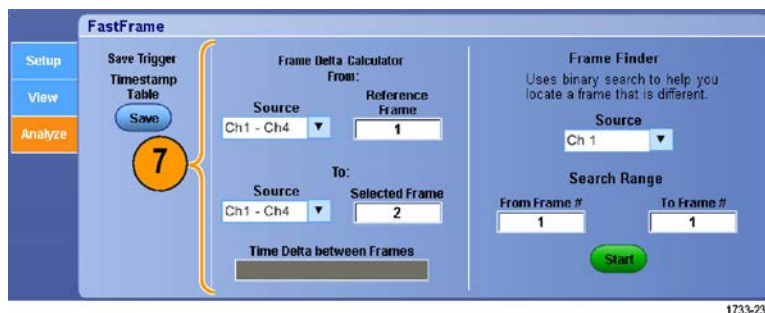 FastFrame
Setup
View
Analyze
Save Trigger
Timestamp
Table
Save
7
Frame Delta Calculator
From:
Source
Reference
Frame
Ch1 - Ch4
1
To:
Source
Selected Frame
Ch1 - Ch4
2
Time Delta between Frames
Frame Finder
Uses binary search to help you
locate a frame that is different.
Source
Ch 1
Search Range
From Frame #
To Frame #
1
1
Start
1733-23